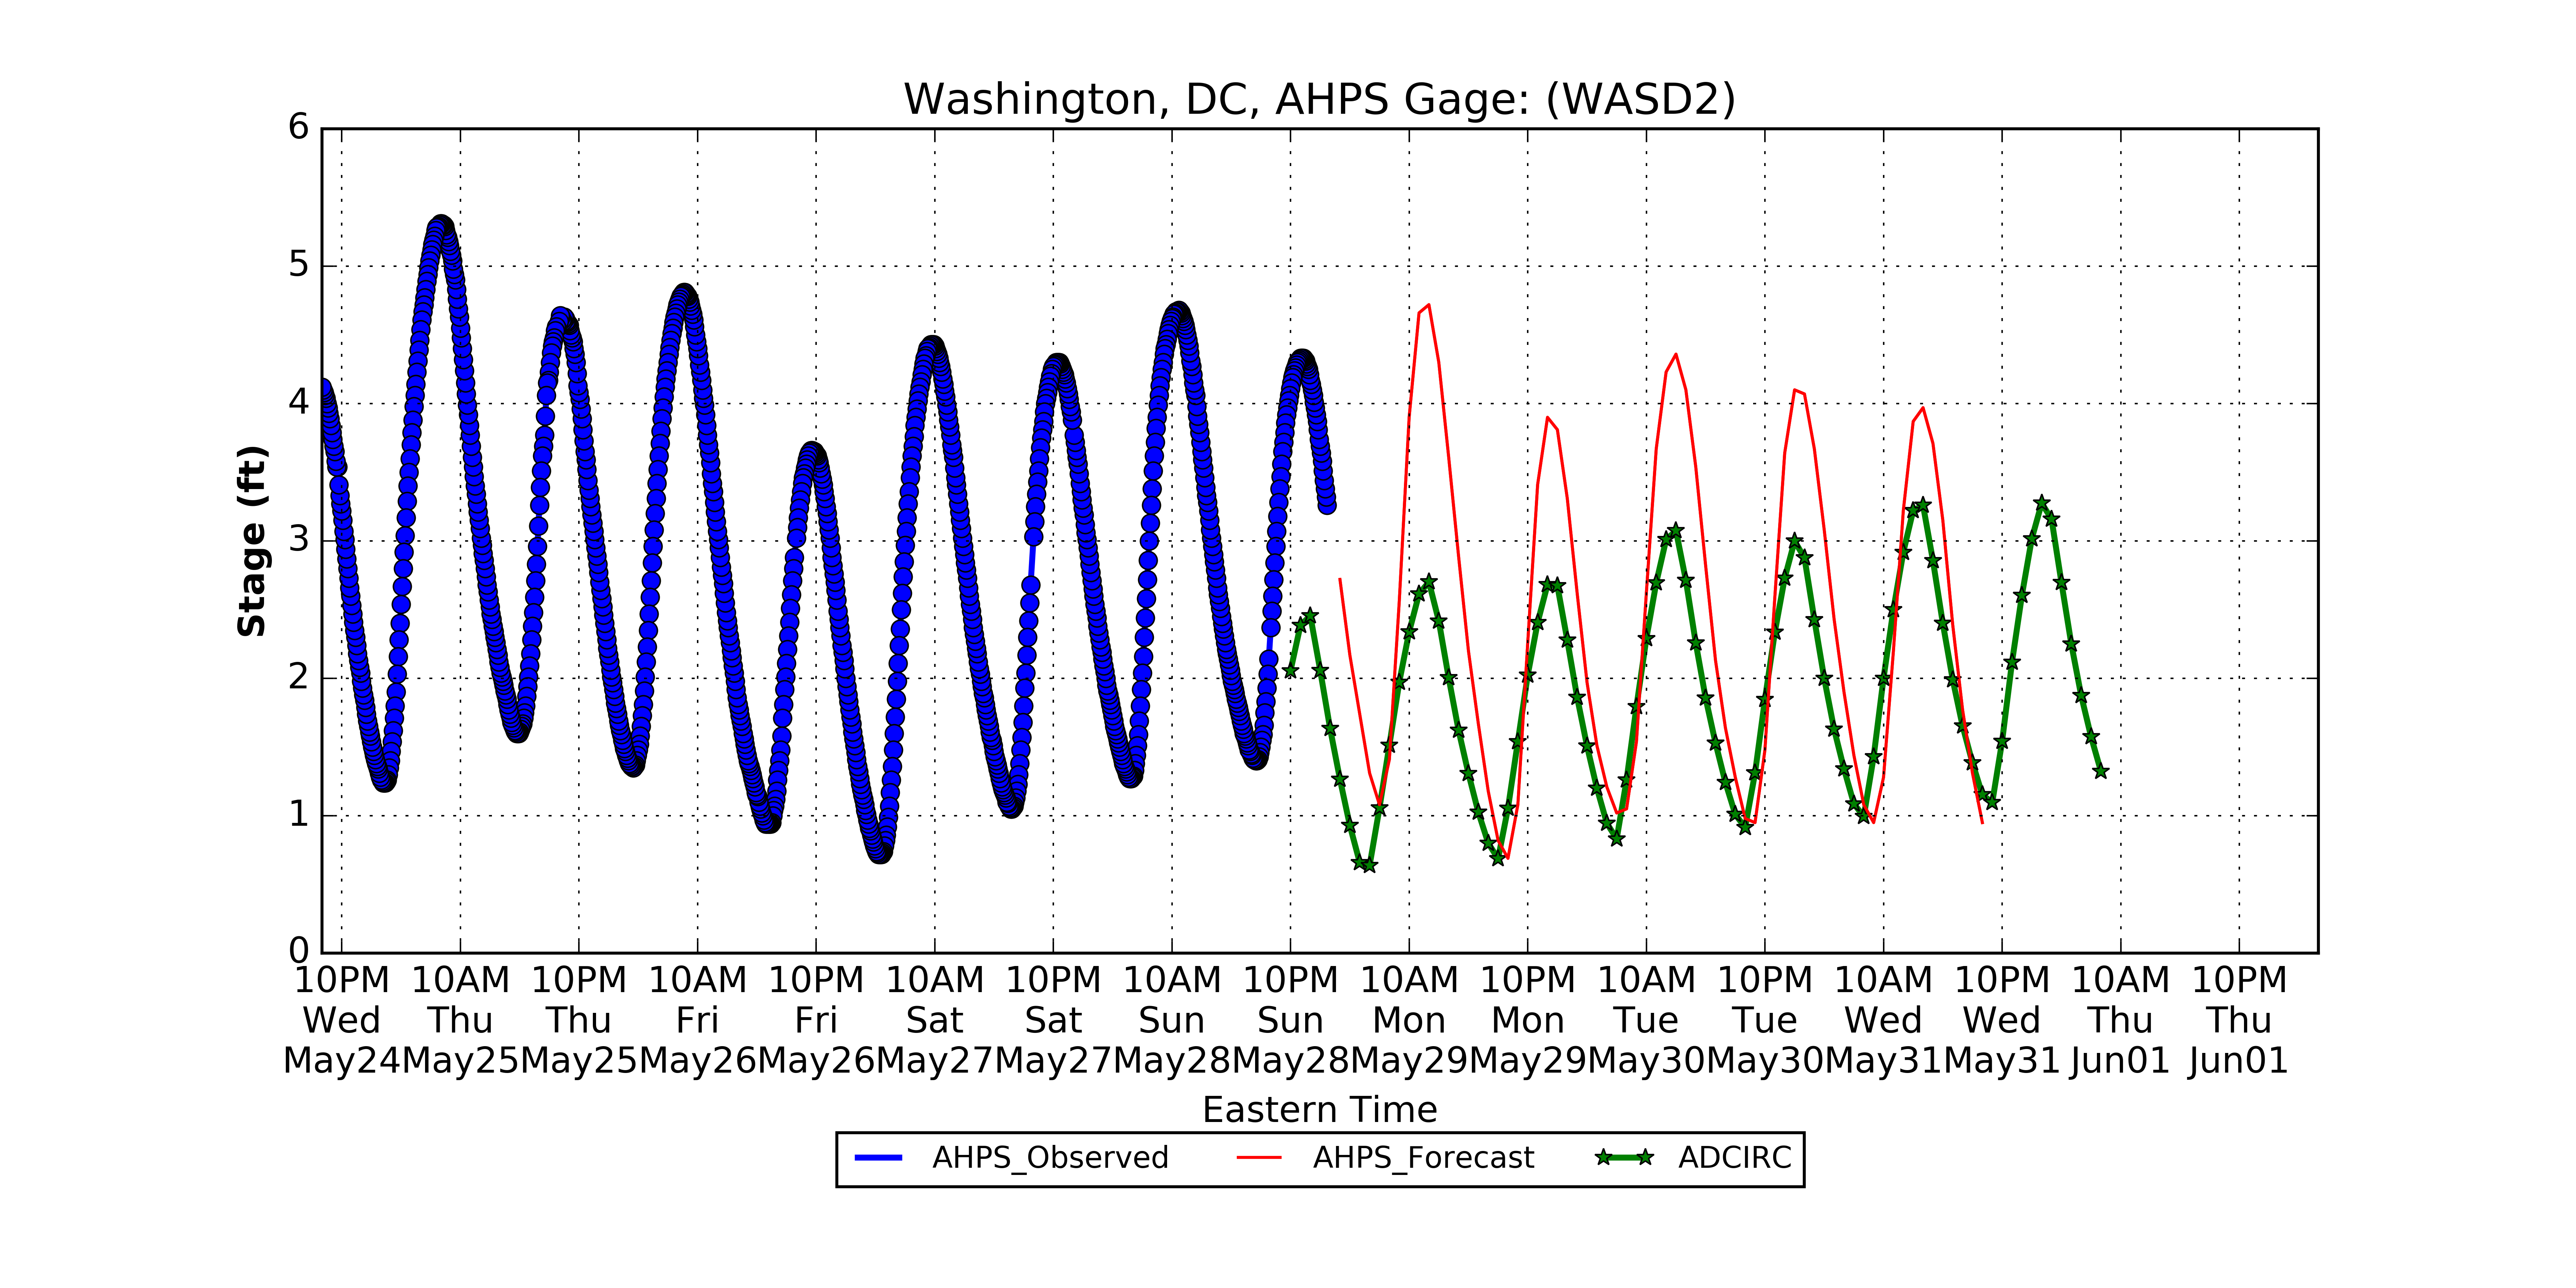 Washington, DC, AHPS Gage: (WASD2)
6
5
4
3
2
1
0
Stage (ft)
10PM 10AM 10PM 10AM 10PM 10AM 10PM 10AM 10PM 10AM 10PM 10AM 10PM 10AM 10PM 10AM 10PM
Wed Thu Thu Fri Fri Sat Sat Sun Sun Mon Mon Tue Tue Wed Wed Thu Thu
May24 May25 May25 May26 May26 May27 May27 May28 May28 May29 May29 May30 May30 May31 May31 Jun01 Jun01
Eastern Time
AHPS_Observed AHPS_Forecast ADCIRC